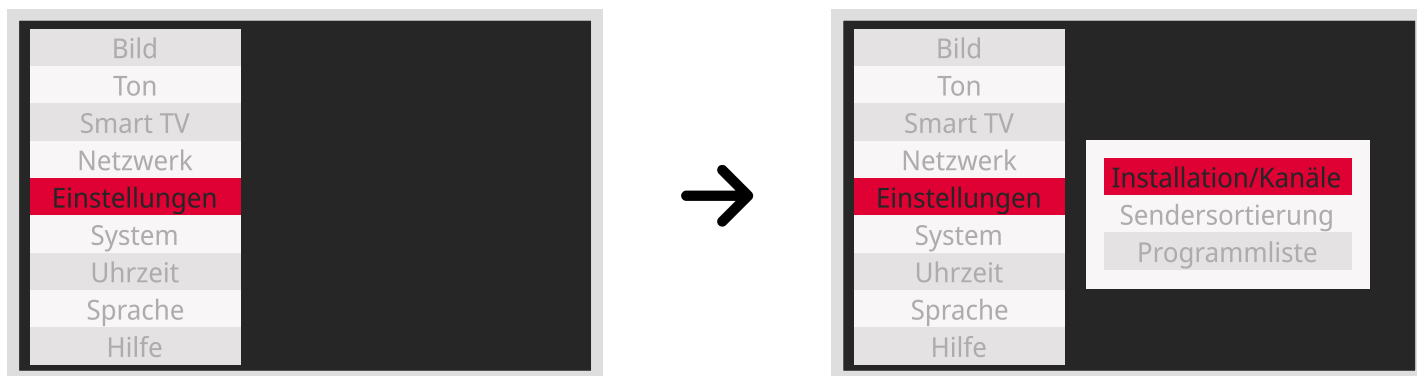 Bild
Ton
Smart TV
Netzwerk
Einstellungen
System
Uhrzeit
Sprache
Hilfe
Bild
Ton
Smart TV
Netzwerk
Einstellungen
System
Uhrzeit
Sprache
Hilfe
Installation/Kanäle
Sendersortierung
Programmliste